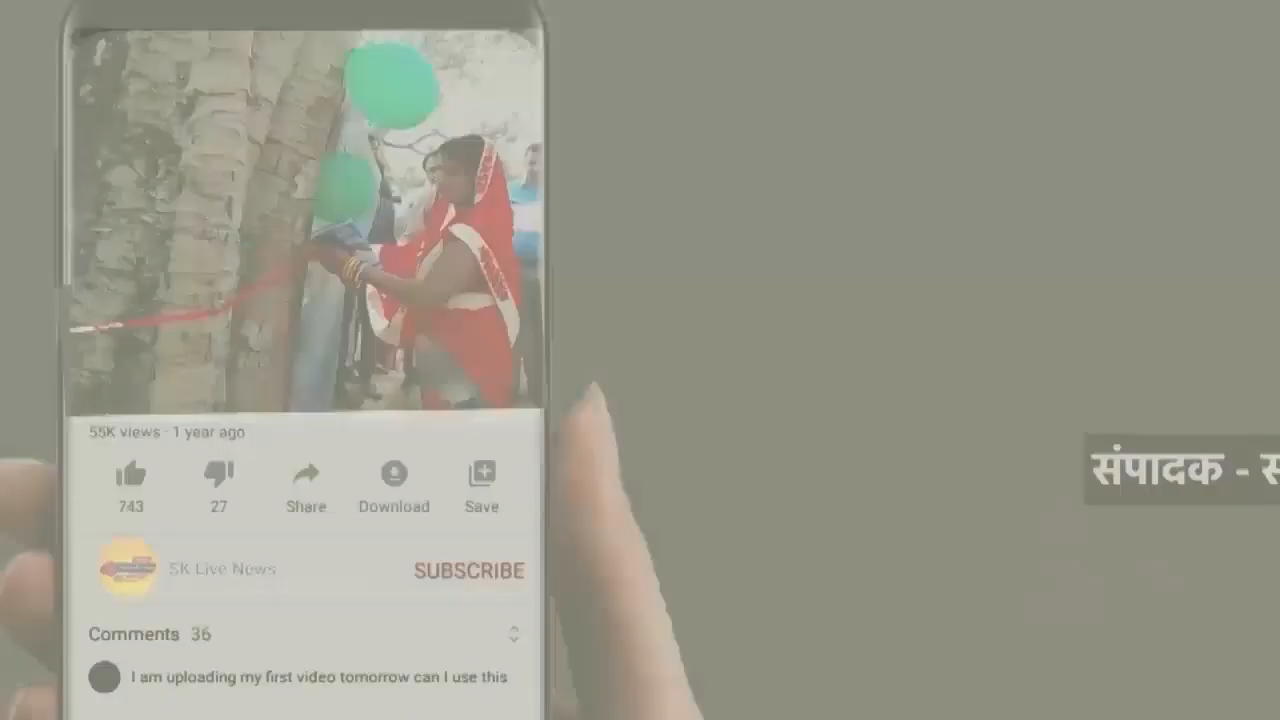 55K views · 1 year ago
743
27
Share
Download
Save
SK Live News
SUBSCRIBE
Comments 36
I am uploading my first video tomorrow can I use this
संपादक -